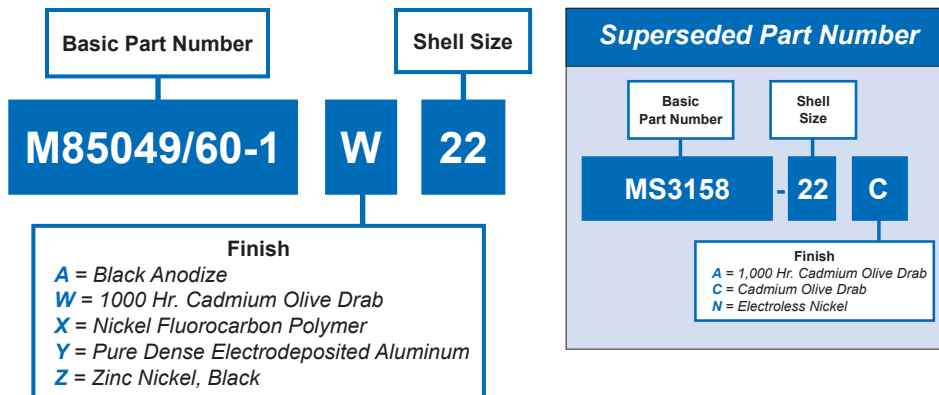 Basic Part Number
Shell Size
M85049/60-1 W 22
Finish
A = Black Anodize
W = 1000 Hr. Cadmium Olive Drab
X = Nickel Fluorocarbon Polymer
Y = Pure Dense Electrodeposited Aluminum
Z = Zinc Nickel, Black
Superseded Part Number
Basic
Part Number
Shell
Size
MS3158 - 22 C
Finish
A = 1,000 Hr. Cadmium Olive Drab
C = Cadmium Olive Drab
N = Electroless Nickel